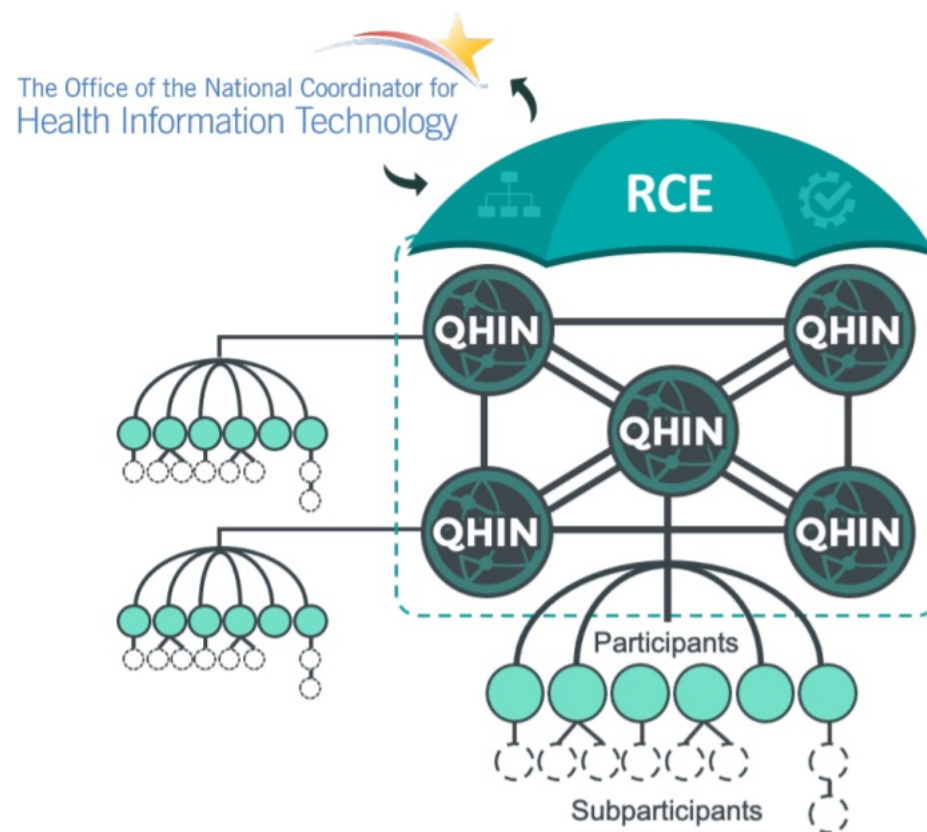 The Office of the National Coordinator for
Health Information Technology
RCE
QHIN
QHIN
QHIN
QHIN
QHIN
Participants
Subparticipants